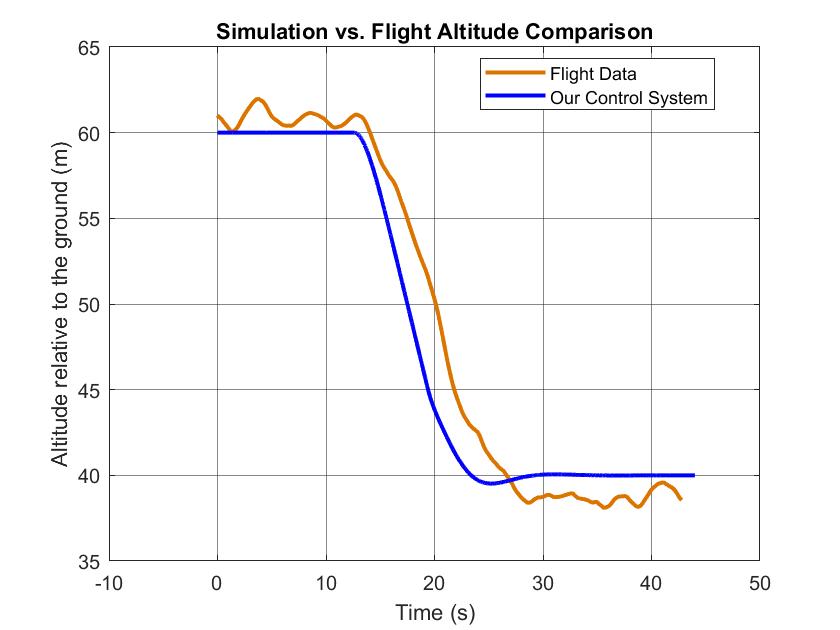 Simulation vs. Flight Altitude Comparison
Flight Data
Our Control System
Altitude relative to the ground (m)
65
60
55
50
45
40
35
-10
0
10
20
30
40
50
Time (s)